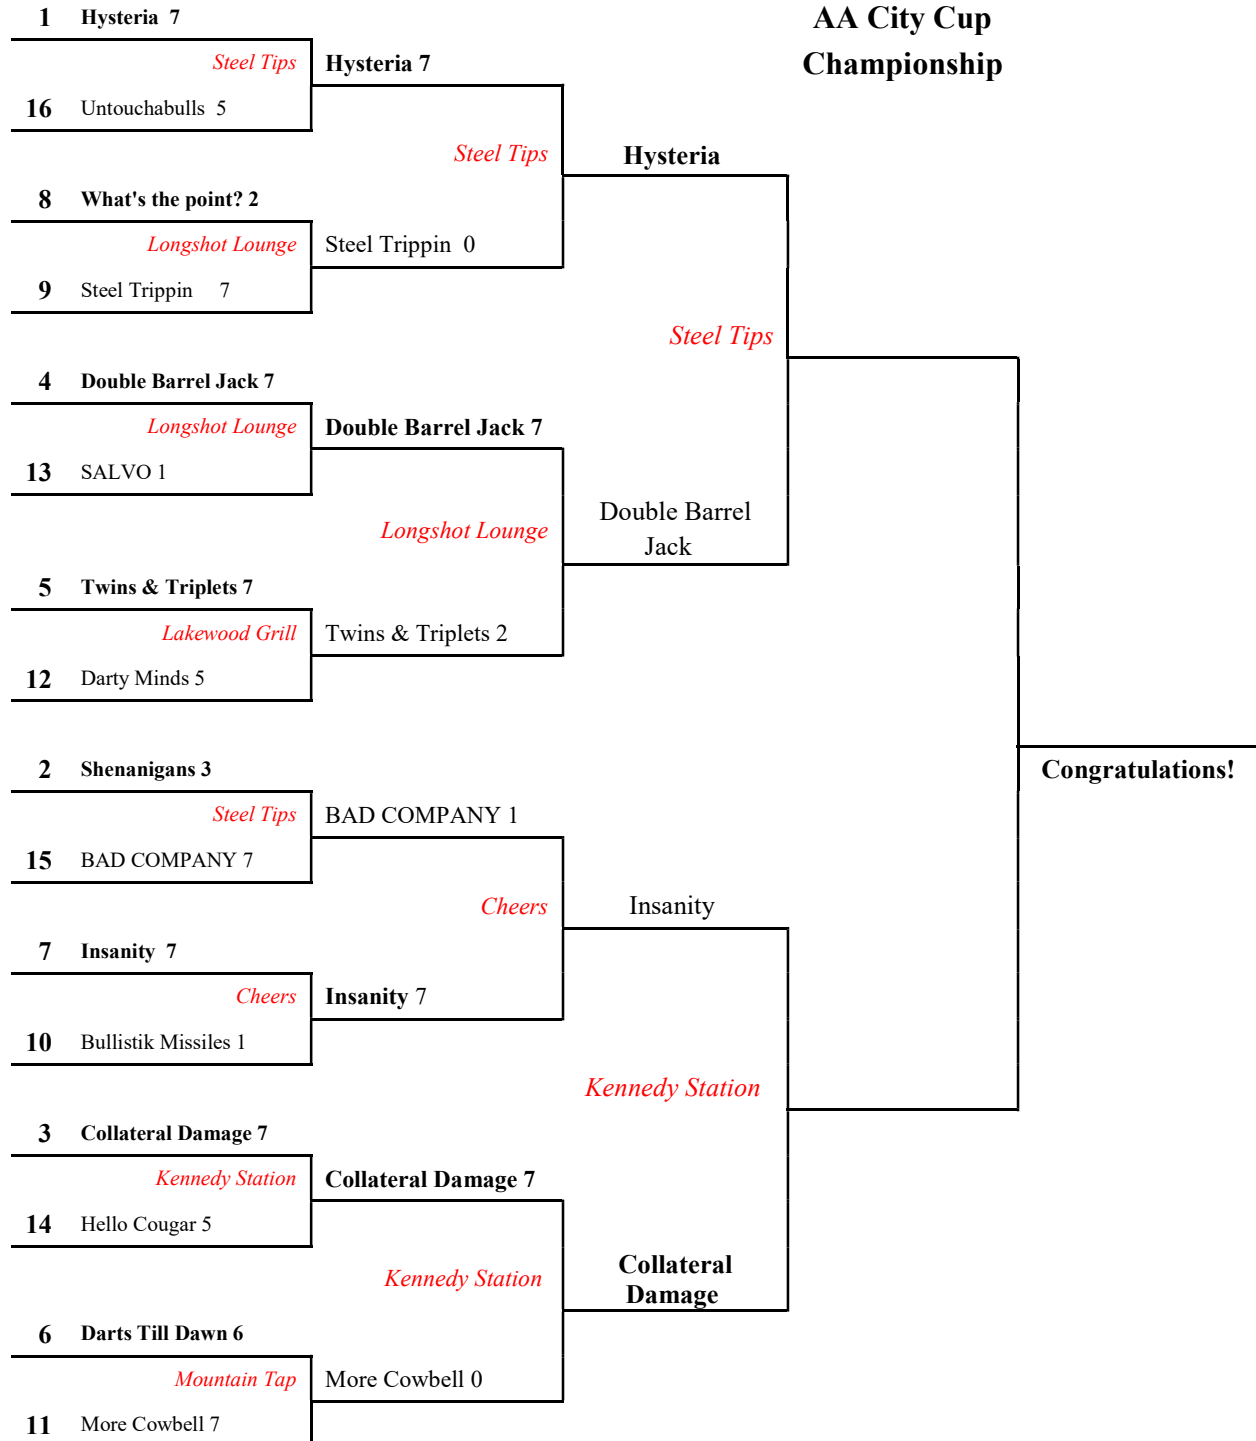 AA City Cup
Championship
1 Hysteria 7
Steel Tips
Hysteria 7
16 Untouchabulls 5
Steel Tips
Hysteria
8 What's the point? 2
Longshot Lounge
Steel Trippin 0
9 Steel Trippin 7
Steel Tips
4 Double Barrel Jack 7
Longshot Lounge
Double Barrel Jack 7
13 SALVO 1
Longshot Lounge
Double Barrel
Jack
5 Twins & Triplets 7
Lakewood Grill
Twins & Triplets 2
12 Darty Minds 5
2 Shenanigans 3
Congratulations!
Steel Tips
BAD COMPANY 1
15 BAD COMPANY 7
Cheers
Insanity
7 Insanity 7
Cheers
Insanity 7
10 Bullistik Missiles 1
Kennedy Station
3 Collateral Damage 7
Kennedy Station
Collateral Damage 7
14 Hello Cougar 5
Kennedy Station
Collateral
Damage
6 Darts Till Dawn 6
Mountain Tap
More Cowbell 0
11 More Cowbell 7